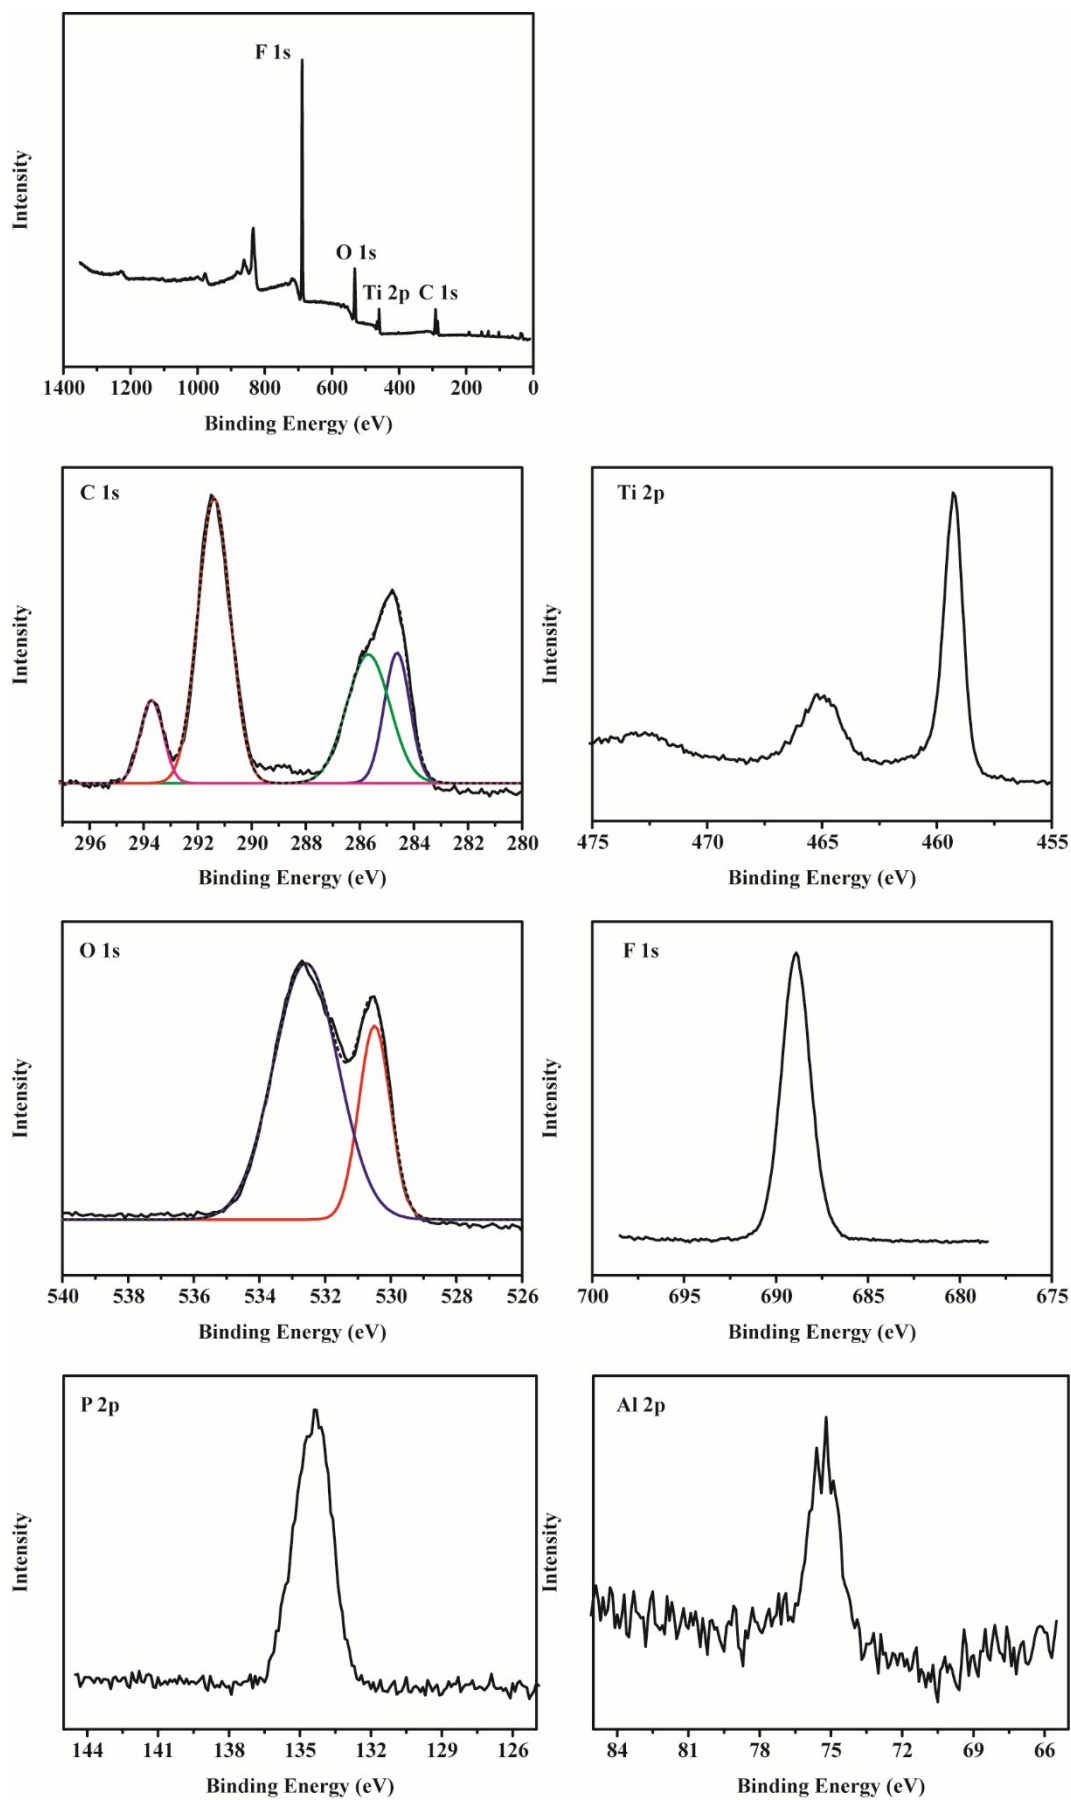 Intensity
F 1s
O 1s
Ti 2p C 1s
1400 1200 1000 800 600 400 200 0
Binding Energy (eV)
C 1s
Intensity
296 294 292 290 288 286 284 282 280
Binding Energy (eV)
Ti 2p
Intensity
475 470 465 460 455
Binding Energy (eV)
O 1s
Intensity
540 538 536 534 532 530 528 526
Binding Energy (eV)
F 1s
Intensity
700 695 690 685 680 675
Binding Energy (eV)
P 2p
Intensity
144 141 138 135 132 129 126
Binding Energy (eV)
Al 2p
Intensity
84 81 78 75 72 69 66
Binding Energy (eV)